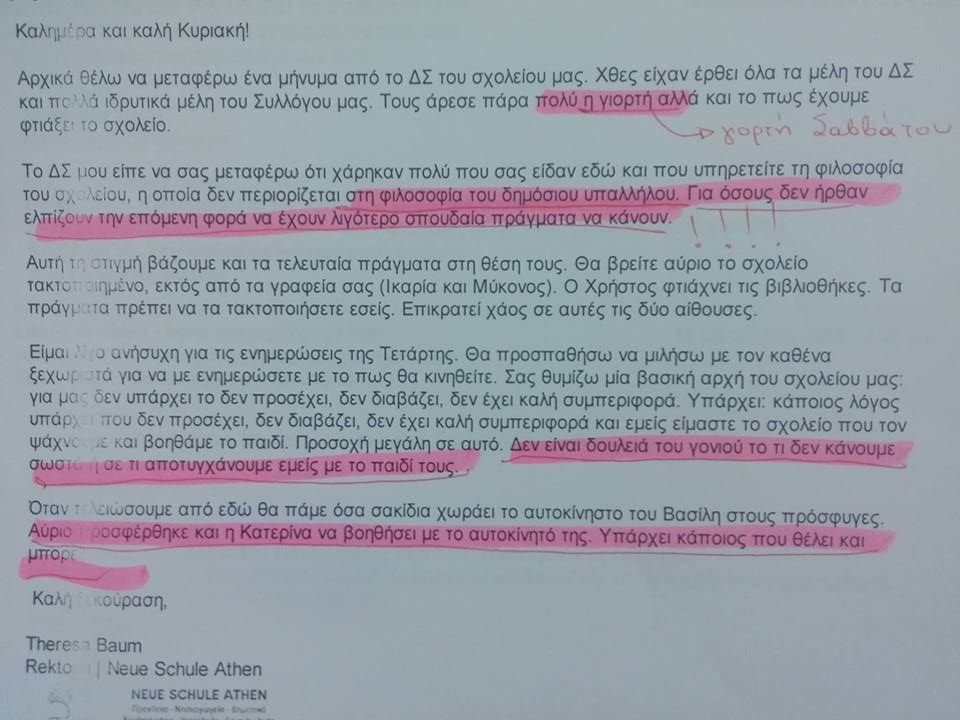 Καλημέρα και καλή Κυριακή!
Αρχικά θέλω να μεταφέρω ένα μήνυμα από το ΔΣ του σχολείου μας. Χθες είχαν έρθει όλα τα μέλη του ΔΣ
και πολλά ιδρυτικά μέλη του Συλλόγου μας. Τους άρεσε πάρα πολύ η γιορτή αλλά και το πως έχουμε
φτιάξει το σχολείο.
γορτή Σαββάτου
Το ΔΣ μου είπε να σας μεταφέρω ότι χάρηκαν πολύ που σας είδαν εδώ και που υπηρετείτε τη φιλοσοφία
του σχολείου, η οποία δεν περιορίζεται στη φιλοσοφία του δημόσιου υπαλλήλου. Για όσους δεν ήρθαν
ελπίζουν την επόμενη φορά να έχουν λιγότερο σπουδαία πράγματα να κάνουν.
! ! ! !
Αυτή τη στιγμή βάζουμε και τα τελευταία πράγματα στη θέση τους. Θα βρείτε αύριο το σχολείο
τακτοποιημένο, εκτός από τα γραφεία σας (Ικαρία και Μύκονος). Ο Χρήστος φτιάχνει τις βιβλιοθήκες. Τα
πράγματα πρέπει να τα τακτοποιήσετε εσείς. Επικρατεί χάος σε αυτές τις δύο αίθουσες.
Είμαι λίγο ανήσυχη για τις ενημερώσεις της Τετάρτης. Θα προσπαθήσω να μιλήσω με τον καθένα
ξεχωριστά για να με ενημερώσετε με το πως θα κινηθείτε. Σας θυμίζω μία βασική αρχή του σχολείου μας:
για μας δεν υπάρχει το δεν προσέχει, δεν διαβάζει, δεν έχει καλή συμπεριφορά. Υπάρχει: κάποιος λόγος
υπάρχει που δεν προσέχει, δεν διαβάζει, δεν έχει καλή συμπεριφορά και εμείς είμαστε το σχολείο που τον
ψάχνουμε και βοηθάμε το παιδί. Προσοχή μεγάλη σε αυτό. Δεν είναι δουλειά του γονιού το τι δεν κάνουμε
σωστά ή σε τι αποτυγχάνουμε εμείς με το παιδί τους.
Όταν τελειώσουμε από εδώ θα πάμε όσα σακίδια χωράει το αυτοκίνηστο του Βασίλη στους πρόσφυγες.
Αύριο προσφέρθηκε και η Κατερίνα να βοηθήσει με το αυτοκίνητό της. Υπάρχει κάποιος που θέλει και
μπορε
Καλή ξεκούραση,
Theresa Baum
Rektorin | Neue Schule Athen
NEUE SCHULE ATHEN
Προνήπιο - Νηπιαγωγείο - Δημοτικό